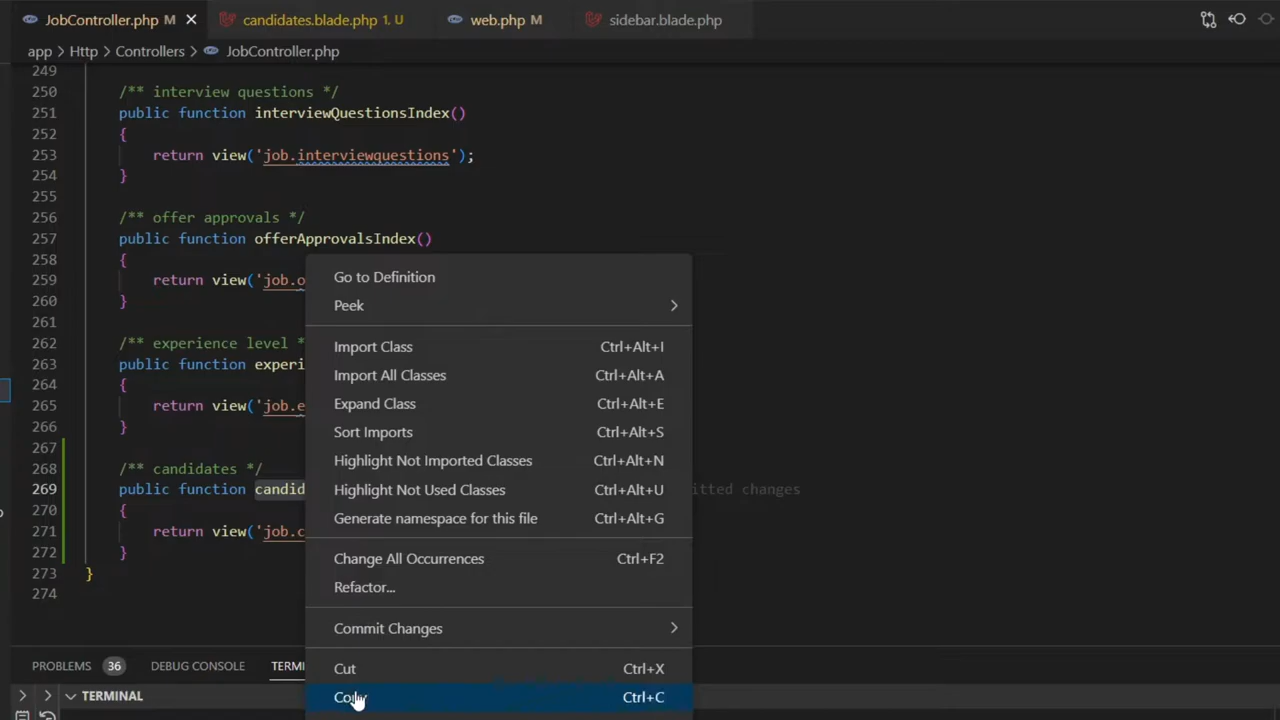 JobController.php M candidates.blade.php 1, U web.php M sidebar.blade.php
app > Http > Controllers > JobController.php
249
250 /** interview questions */
251 public function interviewQuestionsIndex()
252 {
253 return view('job.interviewquestions');
254 }
255
256 /** offer approvals */
257 public function offerApprovalsIndex()
258 {
259 return view('job.o
260 }
261
262 /** experience level *
263 public function experi
264 {
265 return view('job.e
266 }
267
268 /** candidates */
269 public function candid itted changes
270 {
271 return view('job.c
272 }
273 }
274
Go to Definition
Peek >
Import Class Ctrl+Alt+I
Import All Classes Ctrl+Alt+A
Expand Class Ctrl+Alt+E
Sort Imports Ctrl+Alt+S
Highlight Not Imported Classes Ctrl+Alt+N
Highlight Not Used Classes Ctrl+Alt+U
Generate namespace for this file Ctrl+Alt+G
Change All Occurrences Ctrl+F2
Refactor...
Commit Changes >
Cut Ctrl+X
Copy Ctrl+C
PROBLEMS 36 DEBUG CONSOLE TERMI
TERMINAL